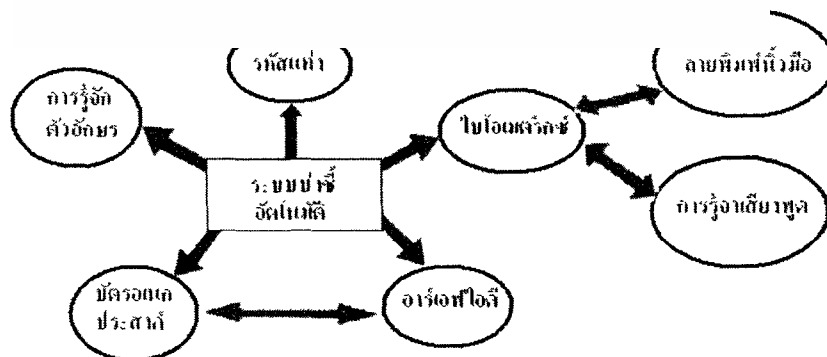 รหัสแท่ง
ลายพิมพ์นิ้วมือ
การรู้จัก
ตัวอักษร
ไบโอเมตริกซ์
ระบบบ่งชี้
อัตโนมัติ
การรู้จำเสียงพูด
บัตรอเนก
ประสงค์
อาร์เอฟไอดี